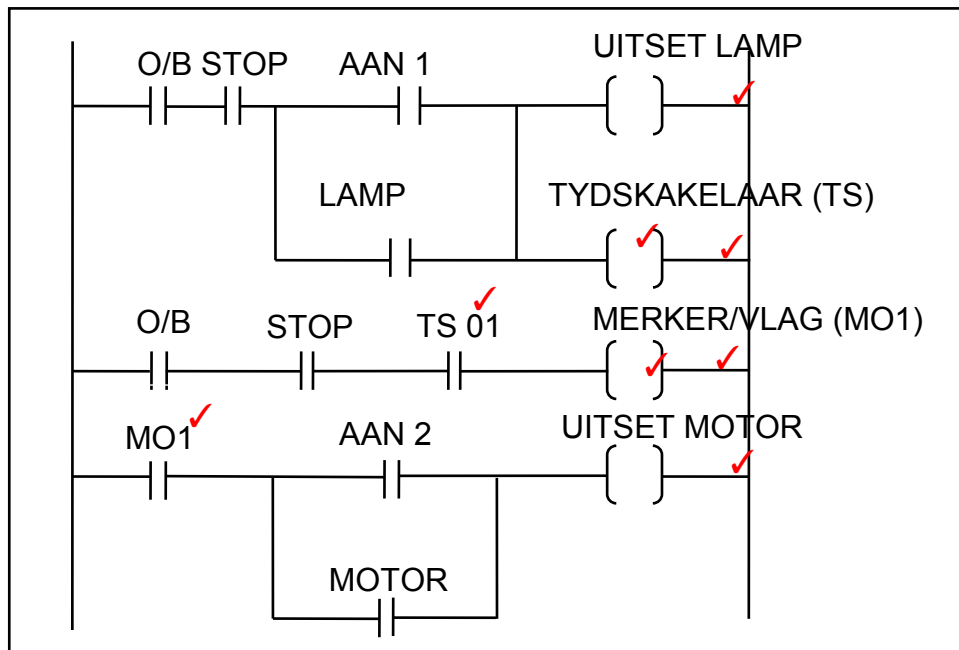 UITSET LAMP
O/B STOP AAN 1
LAMP TYDSKAKELAAR (TS)
O/B STOP TS 01 MERKER/VLAG (MO1)
MO1 AAN 2 UITSET MOTOR
MOTOR